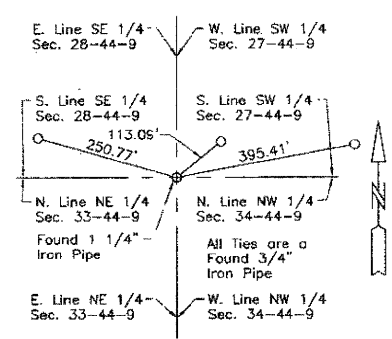 E. Line SE 1/4
Sec. 28-44-9
W. Line SW 1/4
Sec. 27-44-9
S. Line SE 1/4
Sec. 28-44-9
S. Line SW 1/4
Sec. 27-44-9
113.09'
250.77'
395.41'
N. Line NE 1/4
Sec. 33-44-9
N. Line NW 1/4
Sec. 34-44-9
Found 1 1/4"
Iron Pipe
All Ties are a
Found 3/4"
Iron Pipe
N
E. Line NE 1/4
Sec. 33-44-9
W. Line NW 1/4
Sec. 34-44-9